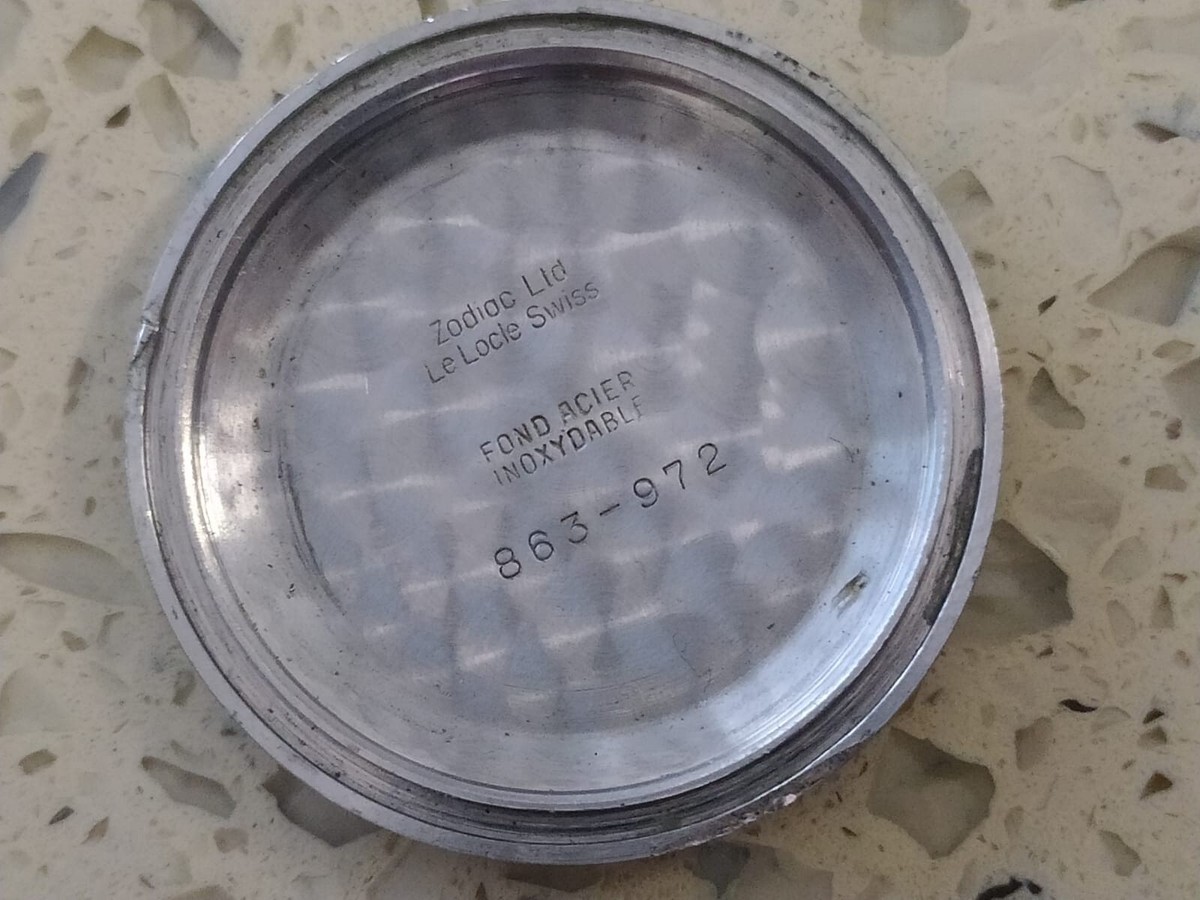 Zodiac Ltd
Le Locle Swiss
FOND ACIER
INOXYDABLE
863-972